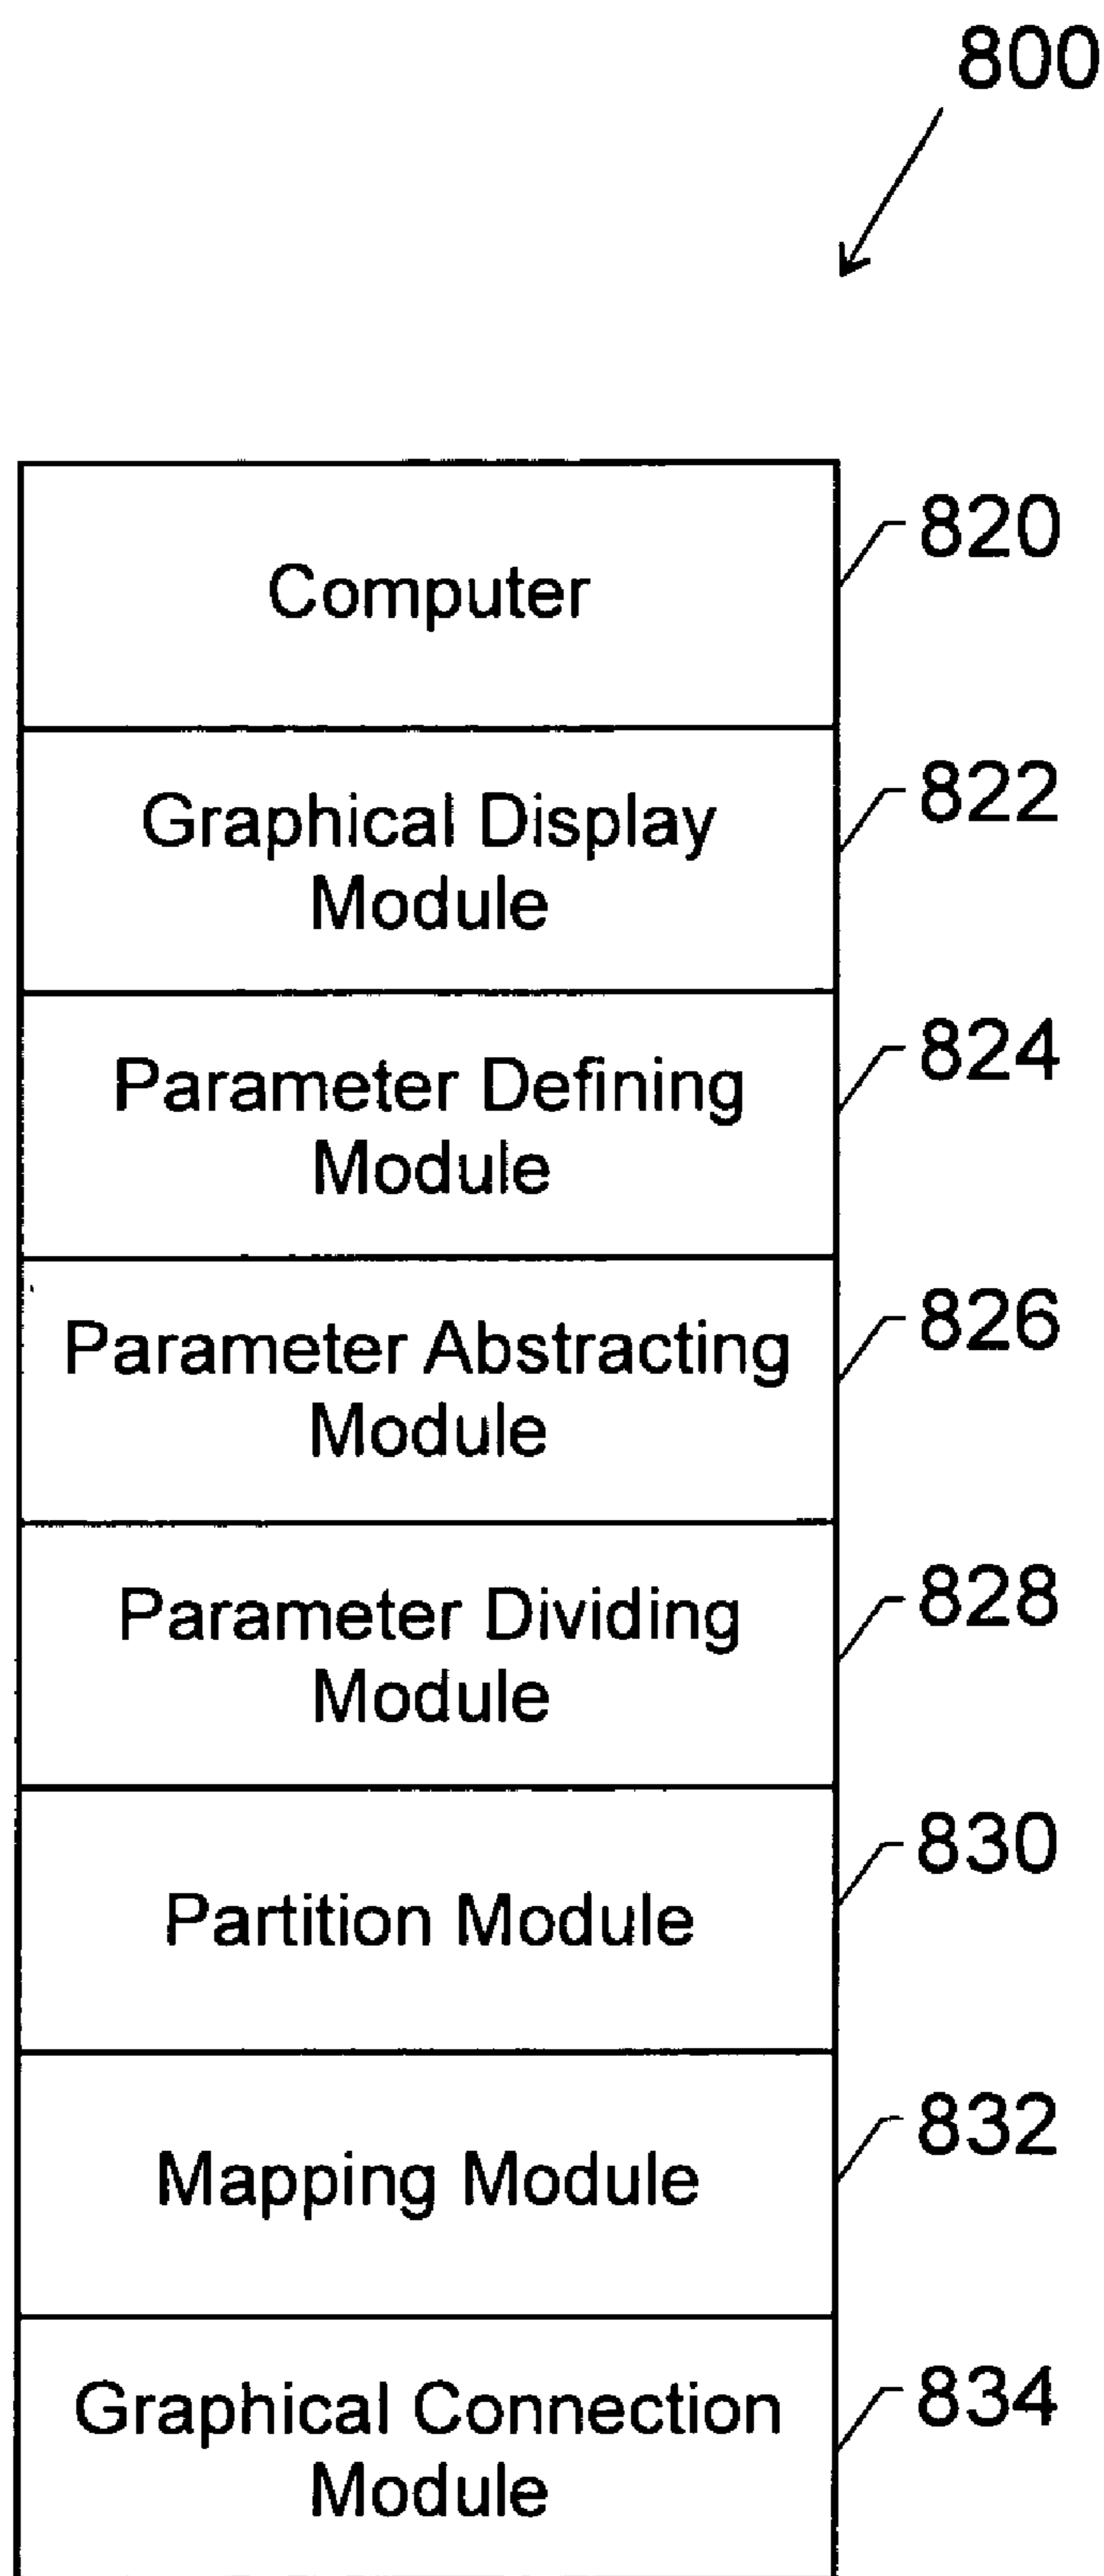 800
Computer
820
Graphical Display
Module
822
Parameter Defining
Module
824
Parameter Abstracting
Module
826
Parameter Dividing
Module
828
Partition Module
830
Mapping Module
832
Graphical Connection
Module
834